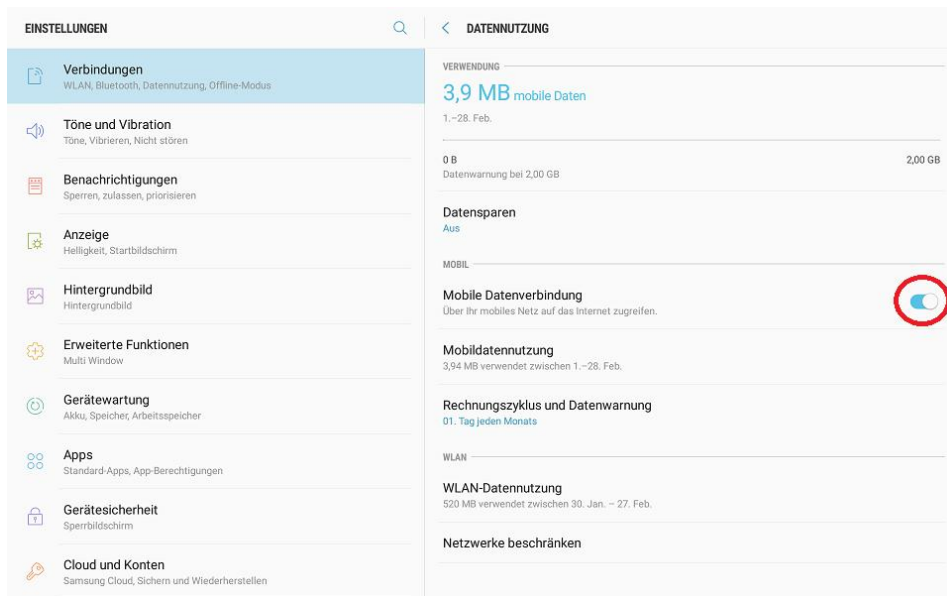 EINSTELLUNGEN
Verbindungen
WLAN, Bluetooth, Datennutzung, Offline-Modus
Töne und Vibration
Töne, Vibrieren, Nicht stören
Benachrichtigungen
Sperren, zulassen, priorisieren
Anzeige
Helligkeit, Startbildschirm
Hintergrundbild
Hintergrundbild
Erweiterte Funktionen
Multi Window
Gerätewartung
Akku, Speicher, Arbeitsspeicher
Apps
Standard-Apps, App-Berechtigungen
Gerätesicherheit
Sperrbildschirm
Cloud und Konten
Samsung Cloud, Sichern und Wiederherstellen
DATENNUTZUNG
VERWENDUNG
3,9 MB mobile Daten
1.–28. Feb.
0 B 2,00 GB
Datenwarnung bei 2,00 GB
Datensparen
Aus
MOBIL
Mobile Datenverbindung
Über Ihr mobiles Netz auf das Internet zugreifen.
Mobildatennutzung
3,94 MB verwendet zwischen 1.–28. Feb.
Rechnungszyklus und Datenwarnung
01. Tag jeden Monats
WLAN
WLAN-Datennutzung
520 MB verwendet zwischen 30. Jan. – 27. Feb.
Netzwerke beschränken